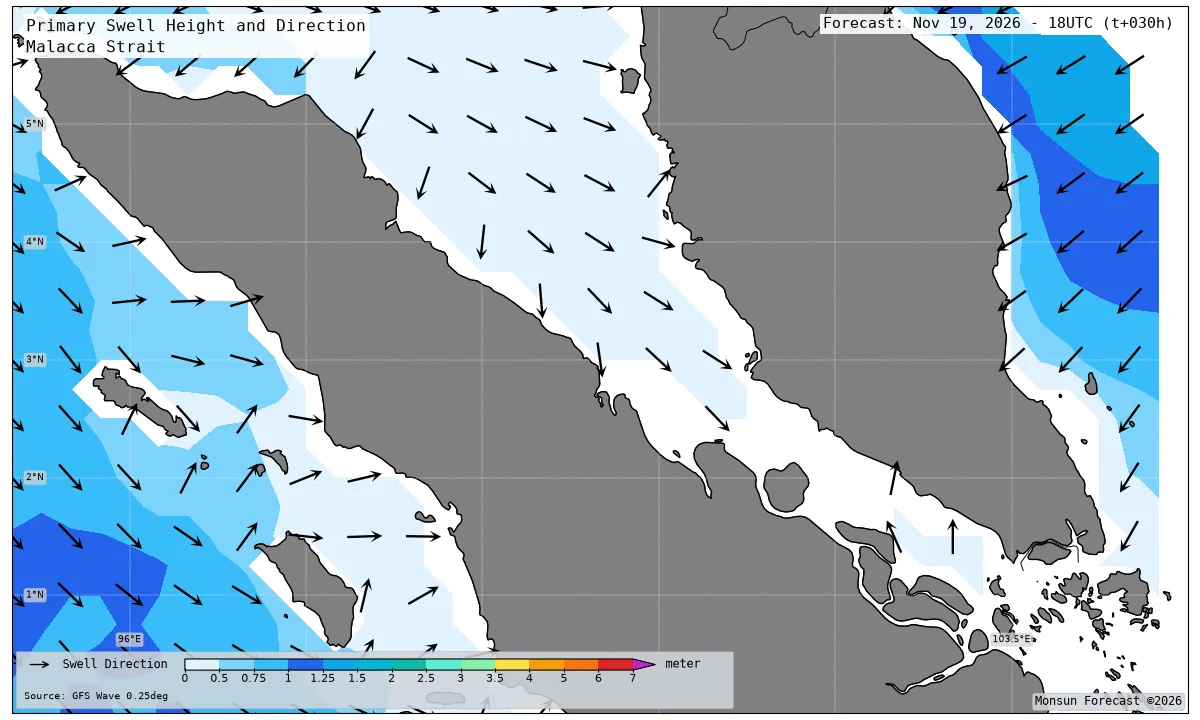 Primary Swell Height and Direction
Malacca Strait
Forecast: Nov 19, 2026 - 18UTC (t+030h)
5°N
4°N
3°N
2°N
1°N
96°E
103.5°E
Swell Direction
0 0.5 0.75 1 1.25 1.5 2 2.5 3 3.5 4 5 6 7
meter
Source: GFS Wave 0.25deg
Monsun Forecast ©2026